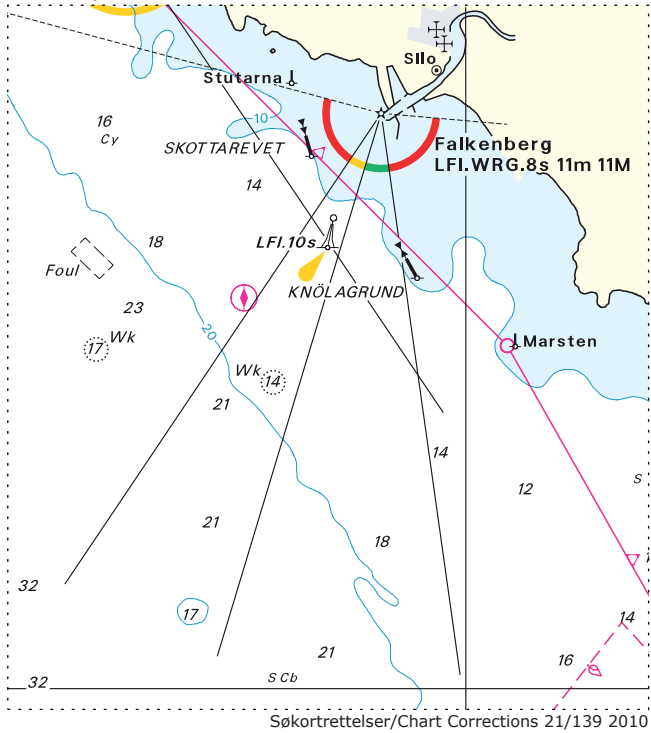 Silo
Stutarna
16
10
Cy
SKOTTAREVET
Falkenberg
LFl.WRG.8s 11m 11M
14
18
LFl.10s
Foul
KNÖLAGRUND
23
20
17 Wk
Marsten
Wk 14
21
14
12
S
21
18
32
17
14
21
16
32
S Cb
Søkortrettelser/Chart Corrections 21/139 2010